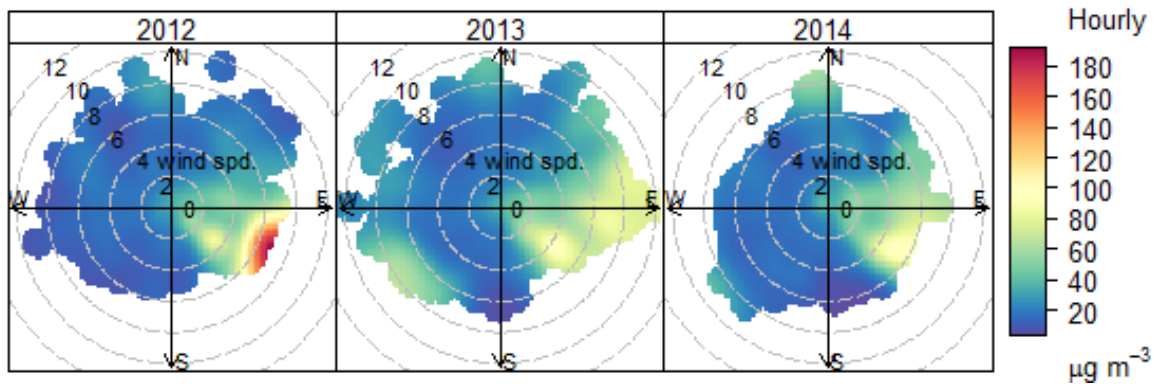 2012 2013 2014 Hourly
12 N 12 N 12 N
10 10 10
8 8 8
6 6 6
4 wind spd. 4 wind spd. 4 wind spd.
2 2 2
W 0 E W 0 E W 0 E
S S S
180
160
140
120
100
80
60
40
20
μg m⁻³